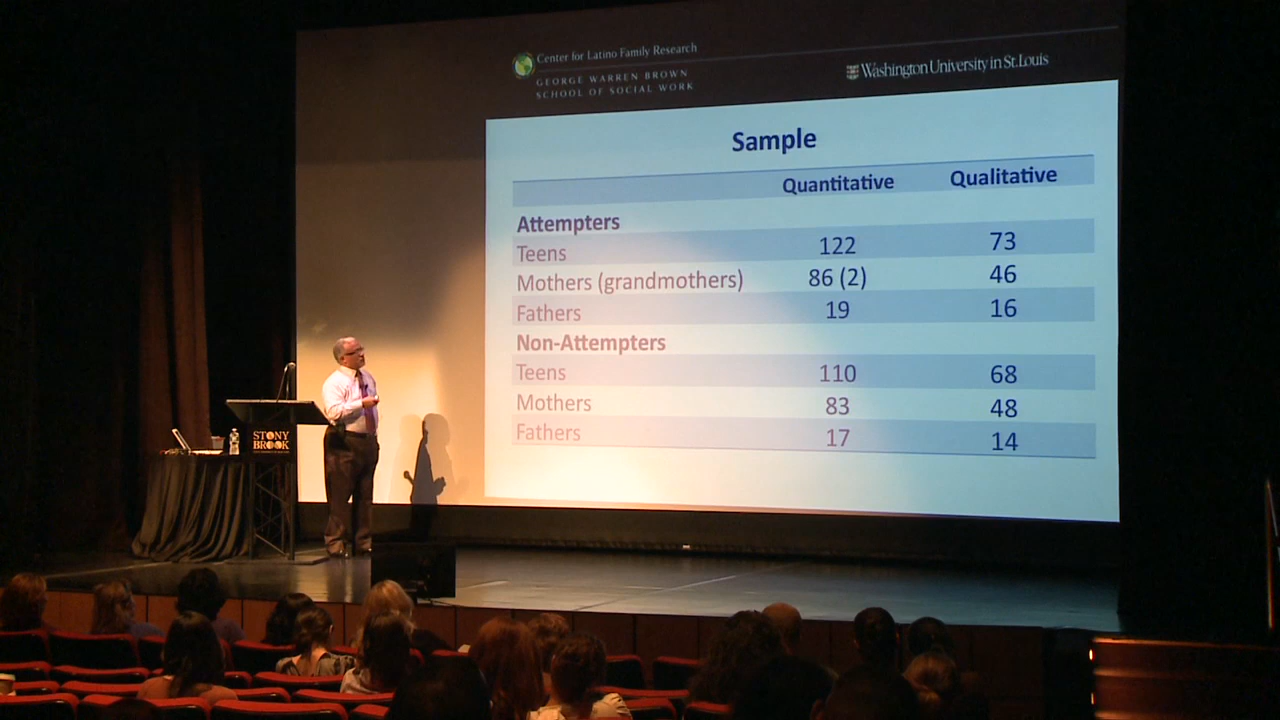 Center for Latino Family Research
GEORGE WARREN BROWN
SCHOOL OF SOCIAL WORK
Washington University in St. Louis
Sample
Quantitative Qualitative
Attempters
Teens 122 73
Mothers (grandmothers) 86 (2) 46
Fathers 19 16
Non-Attempters
Teens 110 68
Mothers 83 48
Fathers 17 14
STONY
BROOK